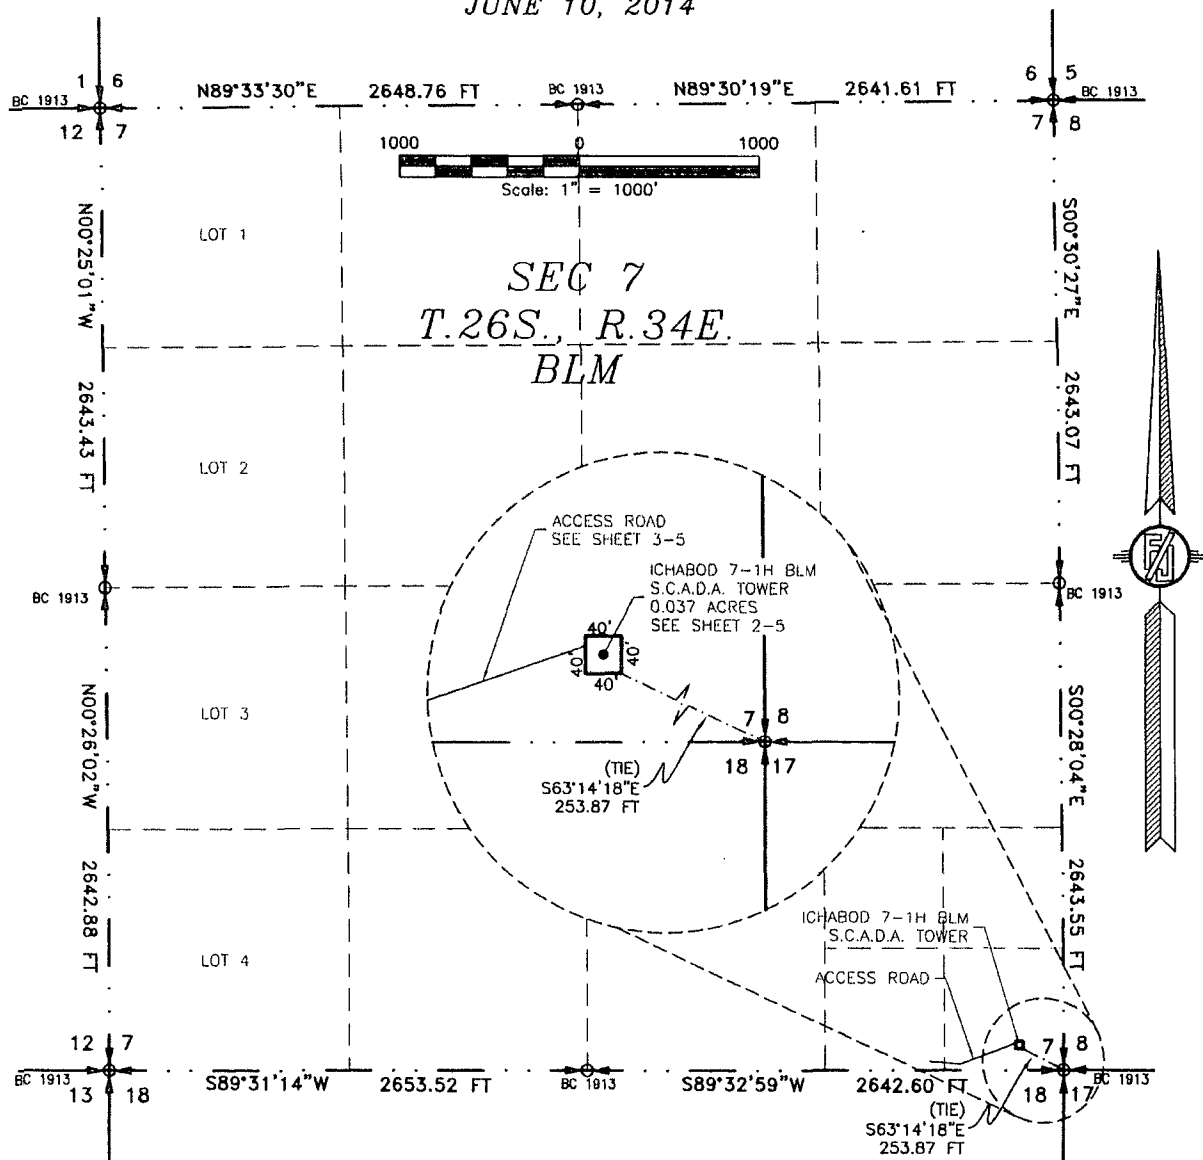 JUNE 10, 2014
1 6
6 5
BC 1913
N89°33'30"E 2648.76 FT
BC 1913
N89°30'19"E 2641.61 FT
BC 1913
12 7
7 8
1000 0 1000
Scale: 1" = 1000'
N00°25'01"W
2643.43 FT
S00°30'27"E
2643.07 FT
LOT 1
SEC 7
T.26S., R.34E.
BLM
LOT 2
ACCESS ROAD
SEE SHEET 3-5
ICHABOD 7-1H BLM
S.C.A.D.A. TOWER
0.037 ACRES
SEE SHEET 2-5
40'
40'
40'
40'
BC 1913
BC 1913
N00°26'02"W
2642.88 FT
S00°28'04"E
2643.55 FT
LOT 3
7 8
18 17
(TIE)
S63°14'18"E
253.87 FT
ICHABOD 7-1H BLM
S.C.A.D.A. TOWER
LOT 4
ACCESS ROAD
12 7
7 8
BC 1913
S89°31'14"W 2653.52 FT
BC 1913
S89°32'59"W 2642.60 FT
BC 1913
13 18
18 17
(TIE)
S63°14'18"E
253.87 FT